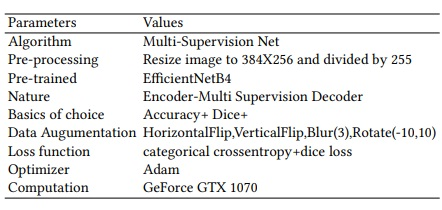 Parameters Values
Algorithm Multi-Supervision Net
Pre-processing Resize image to 384X256 and divided by 255
Pre-trained EfficientNetB4
Nature Encoder-Multi Supervision Decoder
Basics of choice Accuracy+ Dice+
Data Augumentation HorizontalFlip,VerticalFlip,Blur(3),Rotate(-10,10)
Loss function categorical crossentropy+dice loss
Optimizer Adam
Computation GeForce GTX 1070